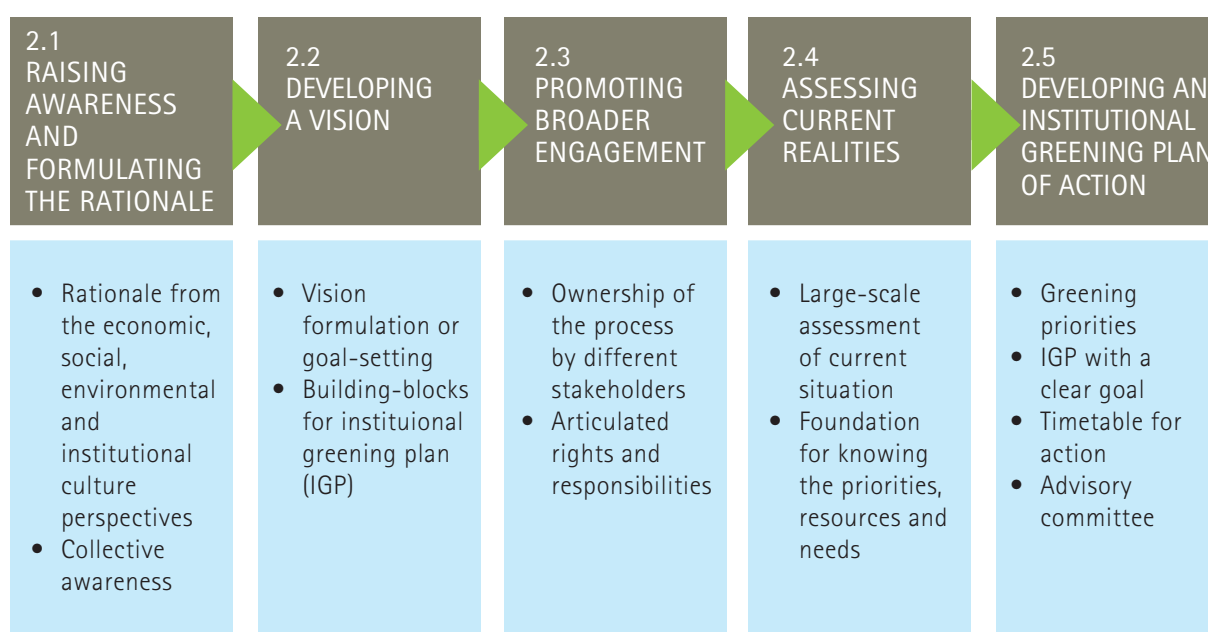 2.1
RAISING
AWARENESS
AND
FORMULATING
THE RATIONALE
2.2
DEVELOPING
A VISION
2.3
PROMOTING
BROADER
ENGAGEMENT
2.4
ASSESSING
CURRENT
REALITIES
2.5
DEVELOPING AN
INSTITUTIONAL
GREENING PLAN
OF ACTION
• Rationale from
the economic,
social,
environmental
and
institutional
culture
perspectives
• Collective
awareness
• Vision
formulation or
goal-setting
• Building-blocks
for instituional
greening plan
(IGP)
• Ownership of
the process
by different
stakeholders
• Articulated
rights and
responsibilities
• Large-scale
assessment
of current
situation
• Foundation
for knowing
the priorities,
resources and
needs
• Greening
priorities
• IGP with a
clear goal
• Timetable for
action
• Advisory
committee